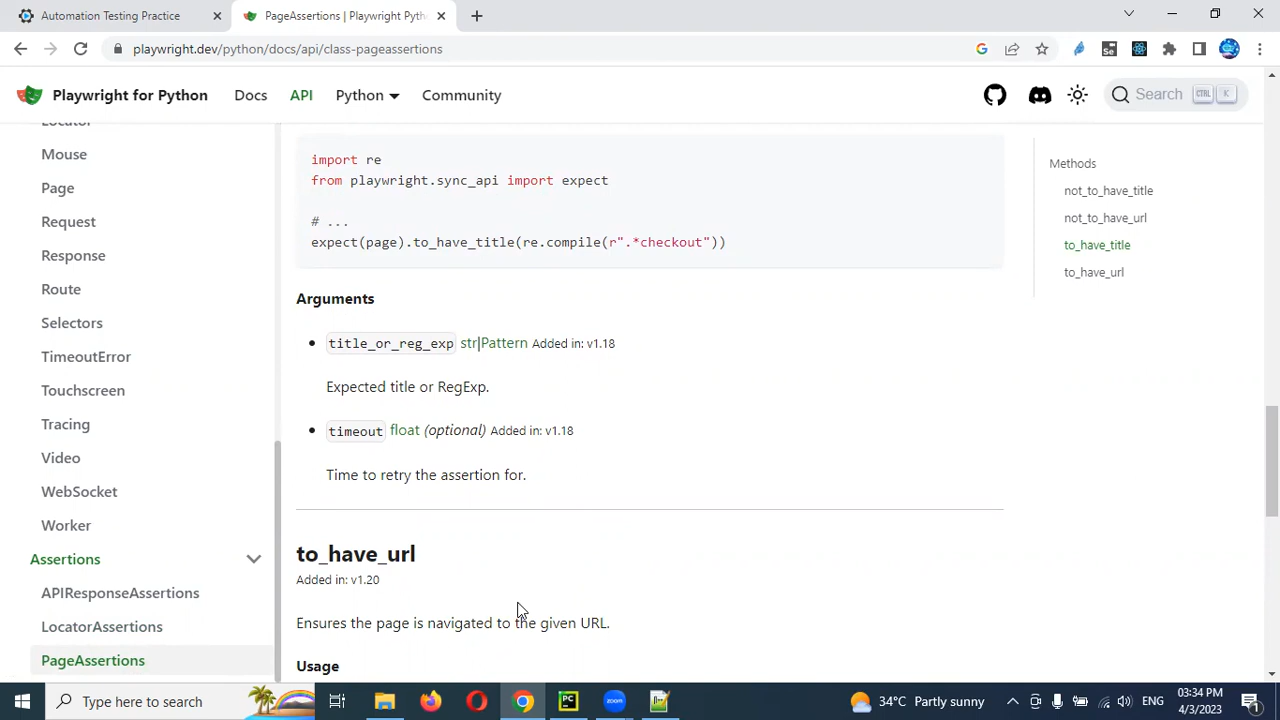 Automation Testing Practice
PageAssertions | Playwright Pyth
playwright.dev/python/docs/api/class-pageassertions
Playwright for Python
Docs
API
Python
Community
Search
CTRL
K
Locator
Mouse
Page
Request
Response
Route
Selectors
TimeoutError
Touchscreen
Tracing
Video
WebSocket
Worker
Assertions
APIResponseAssertions
LocatorAssertions
PageAssertions
import re
from playwright.sync_api import expect
# ...
expect(page).to_have_title(re.compile(r".*checkout"))
Arguments
title_or_reg_exp str|Pattern Added in: v1.18
Expected title or RegExp.
timeout float (optional) Added in: v1.18
Time to retry the assertion for.
to_have_url
Added in: v1.20
Ensures the page is navigated to the given URL.
Usage
Methods
not_to_have_title
not_to_have_url
to_have_title
to_have_url
Type here to search
zoom
34°C Partly sunny
ENG
03:34 PM
4/3/2023
1